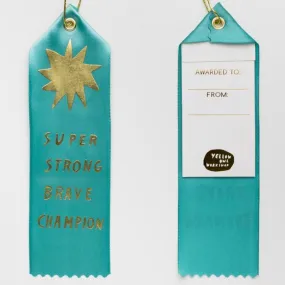 SUPER
STRONG
BRAVE
CHAMPION
AWARDED TO:
FROM:
YELLOW
OWL
WORKSHOP